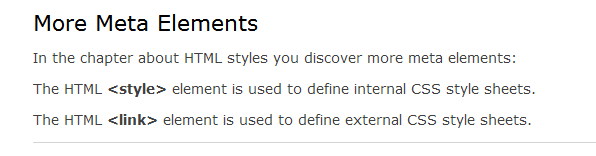 More Meta Elements
In the chapter about HTML styles you discover more meta elements:
The HTML <style> element is used to define internal CSS style sheets.
The HTML <link> element is used to define external CSS style sheets.